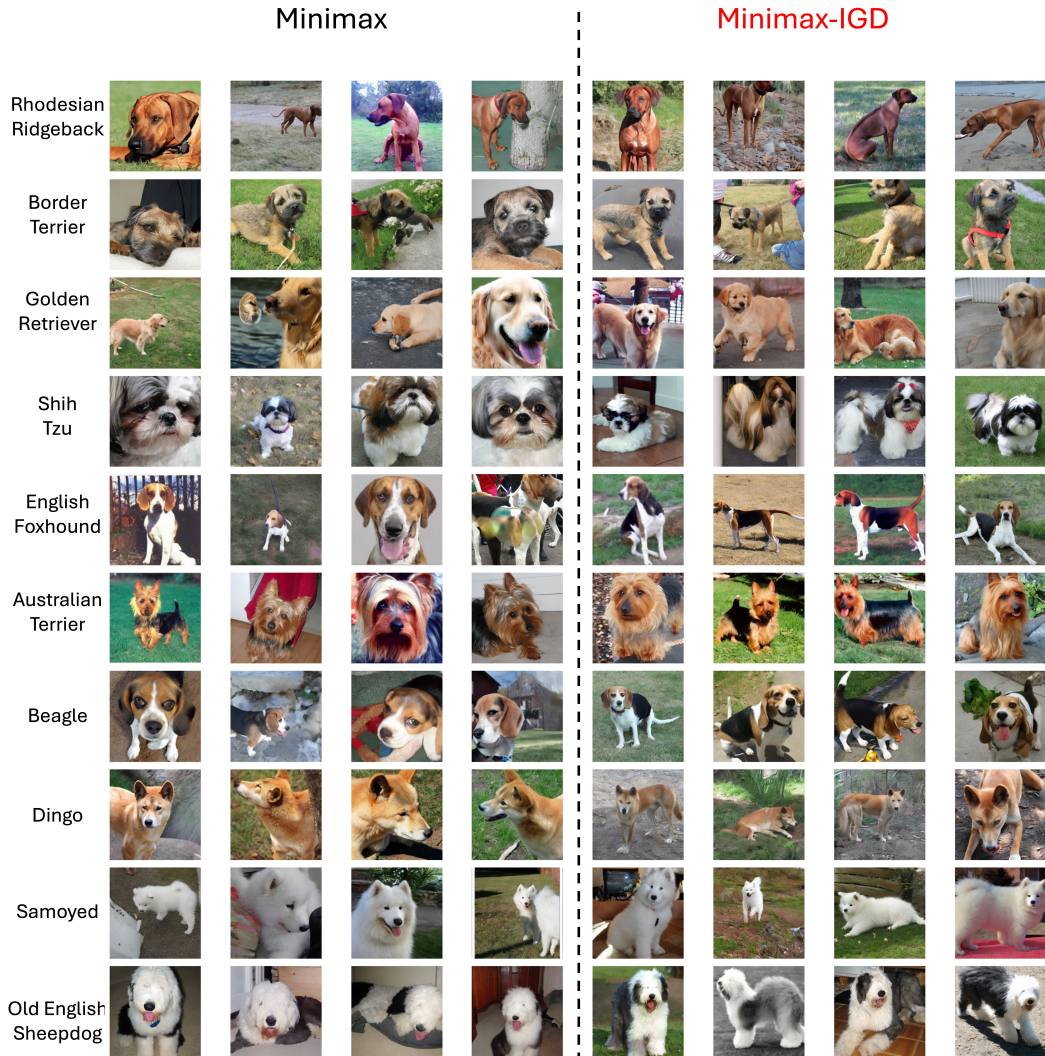 Minimax
Minimax-IGD
Rhodesian
Ridgeback
Border
Terrier
Golden
Retriever
Shih
Tzu
English
Foxhound
Australian
Terrier
Beagle
Dingo
Samoyed
Old English
Sheepdog